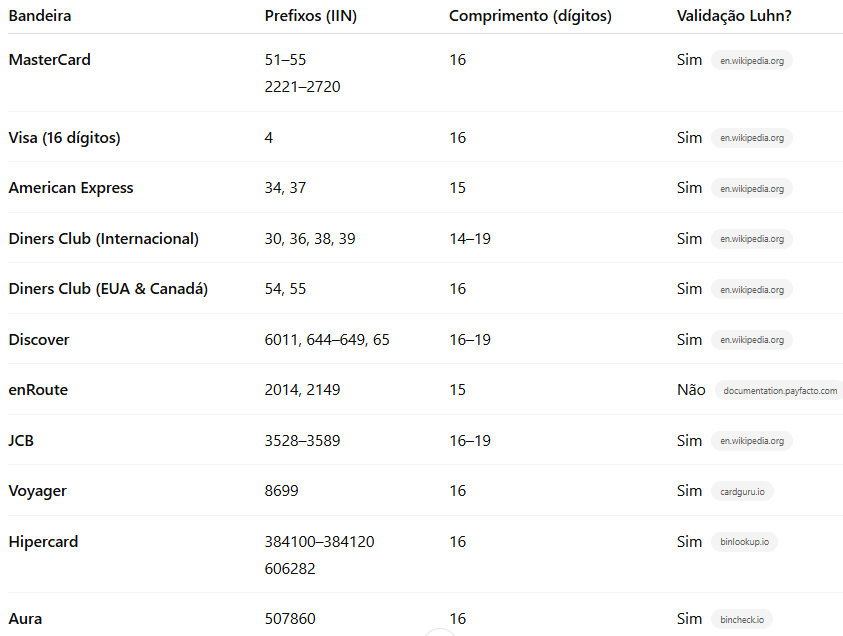 Bandeira Prefixos (IIN) Comprimento (dígitos) Validação Luhn?
MasterCard 51–55 16 Sim en.wikipedia.org
2221–2720
Visa (16 dígitos) 4 16 Sim en.wikipedia.org
American Express 34, 37 15 Sim en.wikipedia.org
Diners Club (Internacional) 30, 36, 38, 39 14–19 Sim en.wikipedia.org
Diners Club (EUA & Canadá) 54, 55 16 Sim en.wikipedia.org
Discover 6011, 644–649, 65 16–19 Sim en.wikipedia.org
enRoute 2014, 2149 15 Não documentation.payfacto.com
JCB 3528–3589 16–19 Sim en.wikipedia.org
Voyager 8699 16 Sim cardguru.io
Hipercard 384100–384120 16 Sim binlookup.io
606282
Aura 507860 16 Sim bincheck.io